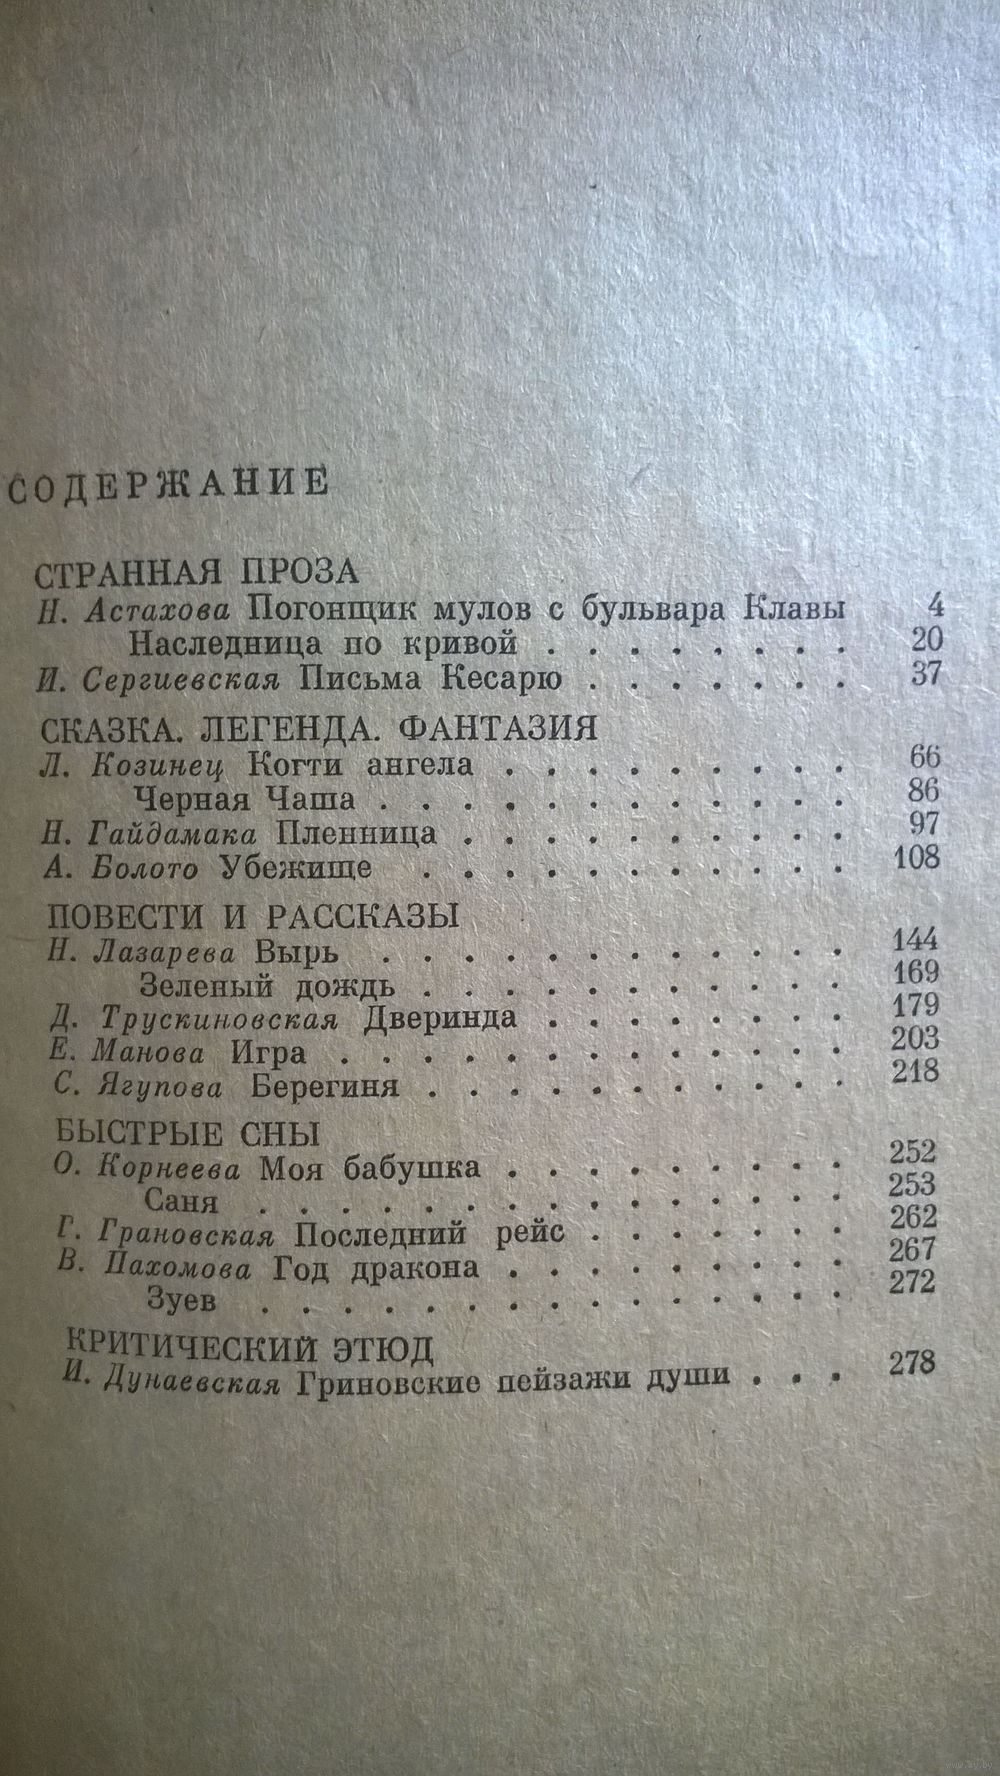 СОДЕРЖАНИЕ
СТРАННАЯ ПРОЗА
Н. Астахова Погонщик мулов с бульвара Клавы 4
Наследница по кривой . . . . . . . . 20
И. Сергиевская Письма Кесарю . . . . . . . 37
СКАЗКА. ЛЕГЕНДА. ФАНТАЗИЯ
Л. Козинец Когти ангела . . . . . . . . . 66
Черная Чаша . . . . . . . . . . . . 86
Н. Гайдамака Пленница . . . . . . . . . . 97
А. Болото Убежище . . . . . . . . . . . 108
ПОВЕСТИ И РАССКАЗЫ
Н. Лазарева Вырь . . . . . . . . . . . . 144
Зеленый дождь . . . . . . . . . . . 169
Д. Трускиновская Дверинда . . . . . . . . 179
Е. Манова Игра . . . . . . . . . . . . . 203
С. Ягупова Берегиня . . . . . . . . . . . 218
БЫСТРЫЕ СНЫ
О. Корнеева Моя бабушка . . . . . . . . . 252
Саня . . . . . . . . . . . . . . . 253
Г. Грановская Последний рейс . . . . . . . 262
В. Пахомова Год дракона . . . . . . . . . 267
Зуев . . . . . . . . . . . . . . . 272
КРИТИЧЕСКИЙ ЭТЮД
И. Дунаевская Гриновские пейзажи души . . . 278